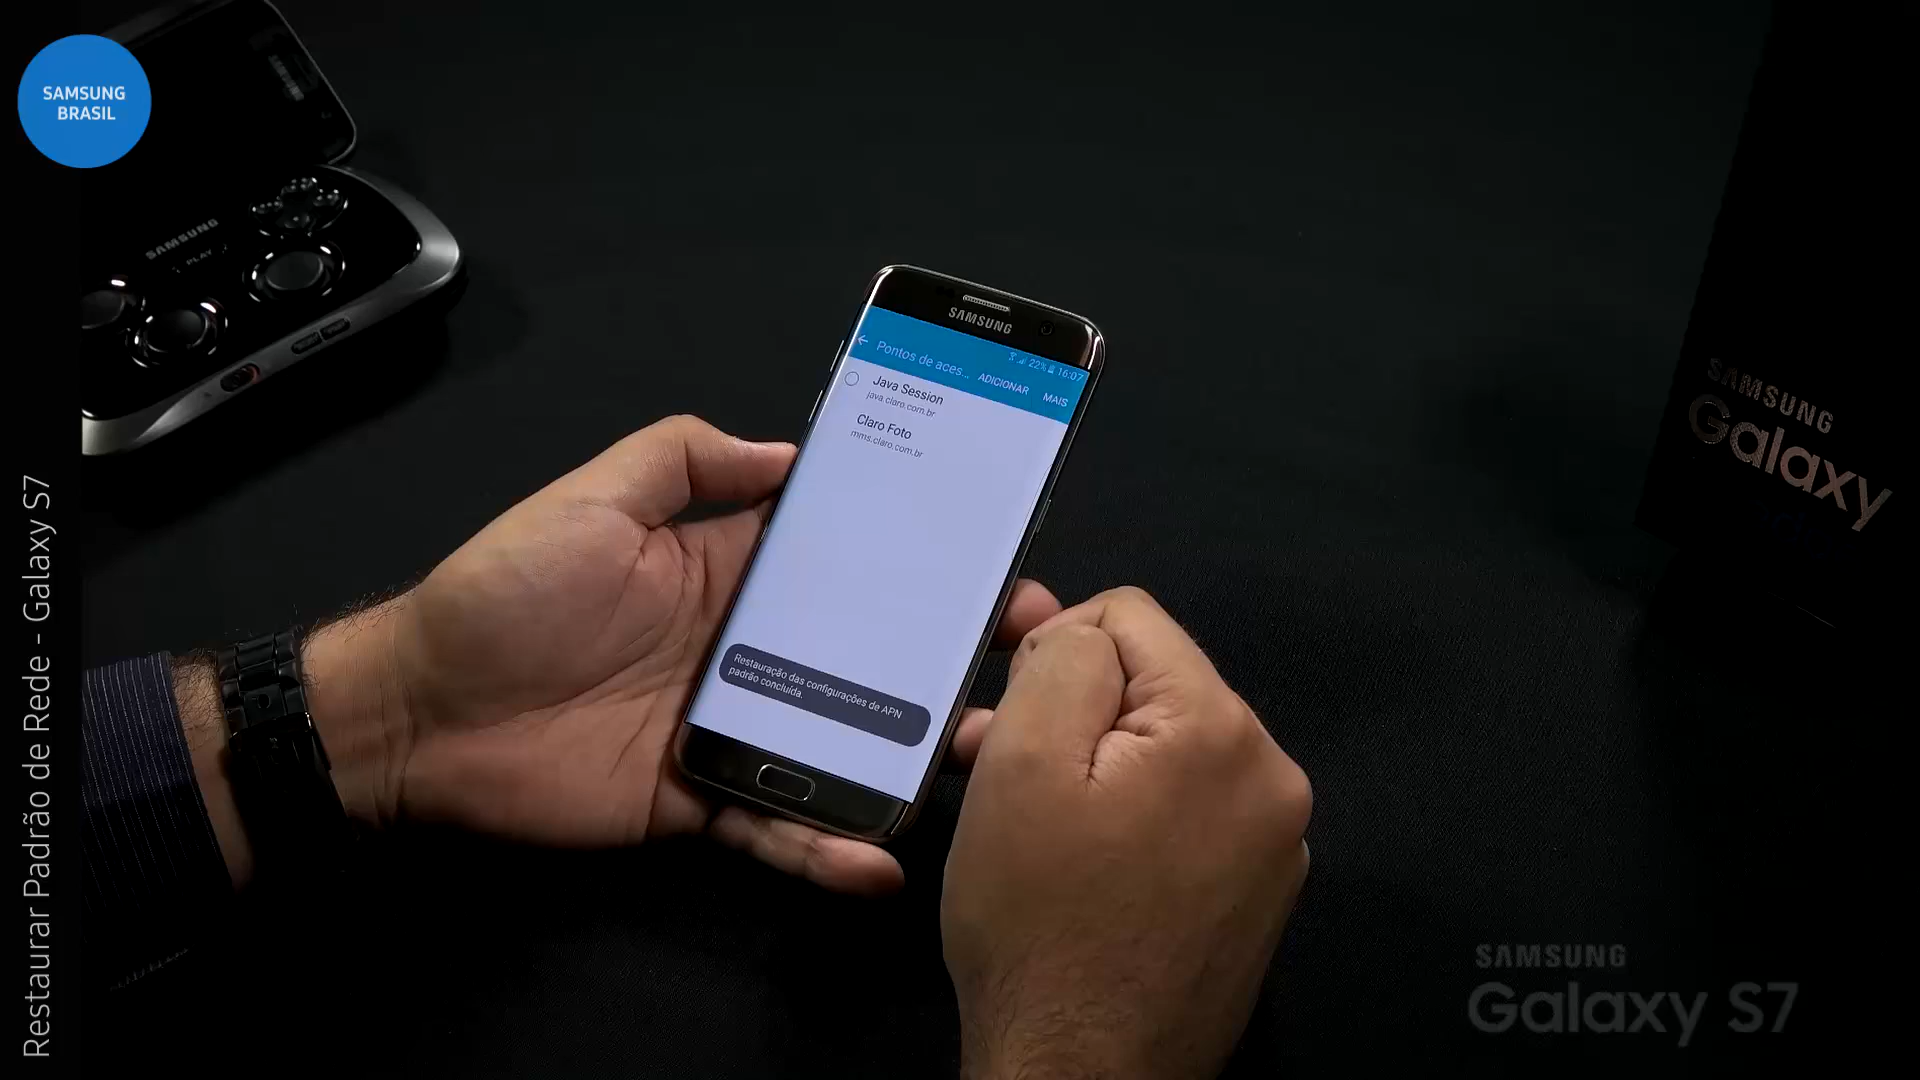 SAMSUNG
BRASIL
SAMSUNG
PLAY
Restaurar Padrão de Rede - Galaxy S7
SAMSUNG
22% 16:07
Pontos de aces... ADICIONAR MAIS
Java Session
java.claro.com.br
Claro Foto
mms.claro.com.br
Restauração das configurações de APN
padrão concluída.
SAMSUNG
Galaxy
SAMSUNG
Galaxy S7